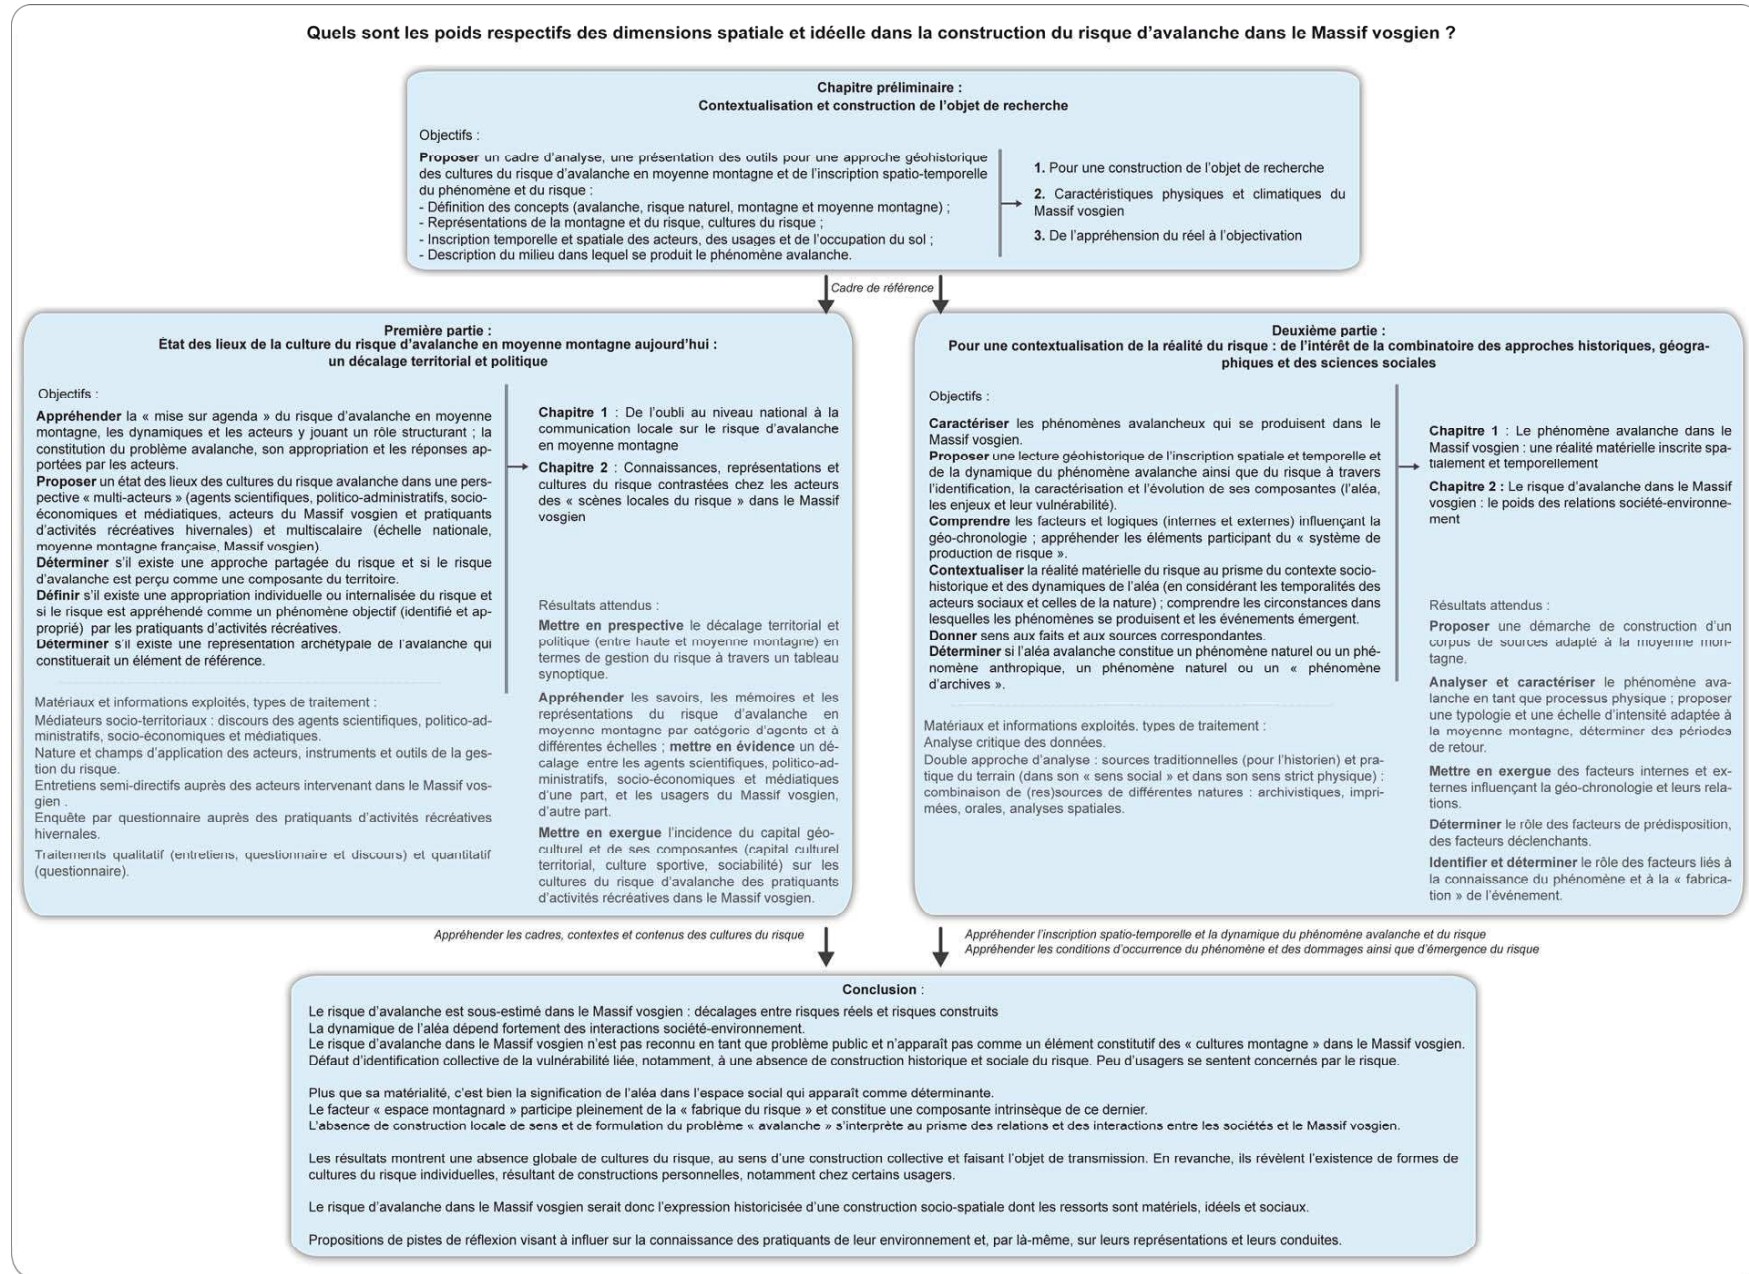 Quels sont les poids respectifs des dimensions spatiale et idéelle dans la construction du risque d'avalanche dans le Massif vosgien ?
Chapitre préliminaire :
Contextualisation et construction de l'objet de recherche
Objectifs :
Proposer un cadre d'analyse, une présentation des outils pour une approche géohistorique
des cultures du risque d'avalanche en moyenne montagne et de l'inscription spatio-temporelle
du phénomène et du risque :
- Définition des concepts (avalanche, risque naturel, montagne et moyenne montagne) ;
- Représentations de la montagne et du risque, cultures du risque ;
- Inscription temporelle et spatiale des acteurs, des usages et de l'occupation du sol ;
- Description du milieu dans lequel se produit le phénomène avalanche.
1. Pour une construction de l'objet de recherche
2. Caractéristiques physiques et climatiques du
Massif vosgien
3. De l'appréhension du réel à l'objectivation
Cadre de référence
Première partie :
État des lieux de la culture du risque d'avalanche en moyenne montagne aujourd'hui :
un décalage territorial et politique
Objectifs :
Appréhender la « mise sur agenda » du risque d'avalanche en moyenne
montagne, les dynamiques et les acteurs y jouant un rôle structurant ; la
constitution du problème avalanche, son appropriation et les réponses ap-
portées par les acteurs.
Proposer un état des lieux des cultures du risque avalanche dans une pers-
pective « multi-acteurs » (agents scientifiques, politico-administratifs, socio-
économiques et médiatiques, acteurs du Massif vosgien et pratiquants
d'activités récréatives hivernales) et multiscalaire (échelle nationale,
moyenne montagne française, Massif vosgien).
Déterminer s'il existe une approche partagée du risque et si le risque
d'avalanche est perçu comme une composante du territoire.
Définir s'il existe une appropriation individuelle ou internalisée du risque et
si le risque est appréhendé comme un phénomène objectif (identifié et ap-
proprié) par les pratiquants d'activités récréatives.
Déterminer s'il existe une représentation archétypale de l'avalanche qui
constituerait un élément de référence.
Matériaux et informations exploités, types de traitement :
Médiateurs socio-territoriaux : discours des agents scientifiques, politico-ad-
ministratifs, socio-économiques et médiatiques.
Nature et champs d'application des acteurs, instruments et outils de la ges-
tion du risque.
Entretiens semi-directifs auprès des acteurs intervenant dans le Massif vos-
gien .
Enquête par questionnaire auprès des pratiquants d'activités récréatives
hivernales.
Traitements qualitatif (entretiens, questionnaire et discours) et quantitatif
(questionnaire).
Chapitre 1 : De l'oubli au niveau national à la
communication locale sur le risque d'avalanche
en moyenne montagne
Chapitre 2 : Connaissances, représentations et
cultures du risque contrastées chez les acteurs
des « scènes locales du risque » dans le Massif
vosgien
Résultats attendus :
Mettre en prespective le décalage territorial et
politique (entre haute et moyenne montagne) en
termes de gestion du risque à travers un tableau
synoptique.
Appréhender les savoirs, les mémoires et les
représentations du risque d'avalanche en
moyenne montagne par catégorie d'agents et à
différentes échelles ; mettre en évidence un dé-
calage entre les agents scientifiques, politico-ad-
ministratifs, socio-économiques et médiatiques
d'une part, et les usagers du Massif vosgien,
d'autre part.
Mettre en exergue l'incidence du capital géo-
culturel et de ses composantes (capital culturel
territorial, culture sportive, sociabilité) sur les
cultures du risque d'avalanche des pratiquants
d'activités récréatives dans le Massif vosgien.
Deuxième partie :
Pour une contextualisation de la réalité du risque : de l'intérêt de la combinatoire des approches historiques, géogra-
phiques et des sciences sociales
Objectifs :
Caractériser les phénomènes avalancheux qui se produisent dans le
Massif vosgien.
Proposer une lecture géohistorique de l'inscription spatiale et temporelle et
de la dynamique du phénomène avalanche ainsi que du risque à travers
l'identification, la caractérisation et l'évolution de ses composantes (l'aléa,
les enjeux et leur vulnérabilité).
Comprendre les facteurs et logiques (internes et externes) influençant la
géo-chronologie ; appréhender les éléments participant du « système de
production de risque ».
Contextualiser la réalité matérielle du risque au prisme du contexte socio-
historique et des dynamiques de l'aléa (en considérant les temporalités des
acteurs sociaux et celles de la nature) ; comprendre les circonstances dans
lesquelles les phénomènes se produisent et les événements émergent.
Donner sens aux faits et aux sources correspondantes.
Déterminer si l'aléa avalanche constitue un phénomène naturel ou un phé-
nomène anthropique, un phénomène naturel ou un « phénomène
d'archives ».
Matériaux et informations exploités, types de traitement :
Analyse critique des données.
Double approche d'analyse : sources traditionnelles (pour l'historien) et pra-
tique du terrain (dans son « sens social » et dans son sens strict physique) :
combinaison de (res)sources de différentes natures : archivistiques, impri-
mées, orales, analyses spatiales.
Chapitre 1 : Le phénomène avalanche dans le
Massif vosgien : une réalité matérielle inscrite spa-
tialement et temporellement
Chapitre 2 : Le risque d'avalanche dans le Massif
vosgien : le poids des relations société-environne-
ment
Résultats attendus :
Proposer une démarche de construction d'un
corpus de sources adapté à la moyenne mon-
tagne.
Analyser et caractériser le phénomène ava-
lanche en tant que processus physique ; proposer
une typologie et une échelle d'intensité adaptée à
la moyenne montagne, déterminer des périodes
de retour.
Mettre en exergue des facteurs internes et ex-
ternes influençant la géo-chronologie et leurs rela-
tions.
Déterminer le rôle des facteurs de prédisposition,
des facteurs déclenchants.
Identifier et déterminer le rôle des facteurs liés à
la connaissance du phénomène et à la « fabrica-
tion » de l'événement.
Appréhender les cadres, contextes et contenus des cultures du risque
Appréhender l'inscription spatio-temporelle et la dynamique du phénomène avalanche et du risque
Appréhender les conditions d'occurrence du phénomène et des dommages ainsi que d'émergence du risque
Conclusion :
Le risque d'avalanche est sous-estimé dans le Massif vosgien : décalages entre risques réels et risques construits
La dynamique de l'aléa dépend fortement des interactions société-environnement.
Le risque d'avalanche dans le Massif vosgien n'est pas reconnu en tant que problème public et n'apparaît pas comme un élément constitutif des « cultures montagne » dans le Massif vosgien.
Défaut d'identification collective de la vulnérabilité liée, notamment, à une absence de construction historique et sociale du risque. Peu d'usagers se sentent concernés par le risque.
Plus que sa matérialité, c'est bien la signification de l'aléa dans l'espace social qui apparaît comme déterminante.
Le facteur « espace montagnard » participe pleinement de la « fabrique du risque » et constitue une composante intrinsèque de ce dernier.
L'absence de construction locale de sens et de formulation du problème « avalanche » s'interprète au prisme des relations et des interactions entre les sociétés et le Massif vosgien.
Les résultats montrent une absence globale de cultures du risque, au sens d'une construction collective et faisant l'objet de transmission. En revanche, ils révèlent l'existence de formes de
cultures du risque individuelles, résultant de constructions personnelles, notamment chez certains usagers.
Le risque d'avalanche dans le Massif vosgien serait donc l'expression historicisée d'une construction socio-spatiale dont les ressorts sont matériels, idéels et sociaux.
Propositions de pistes de réflexion visant à influer sur la connaissance des pratiquants de leur environnement et, par là-même, sur leurs représentations et leurs conduites.